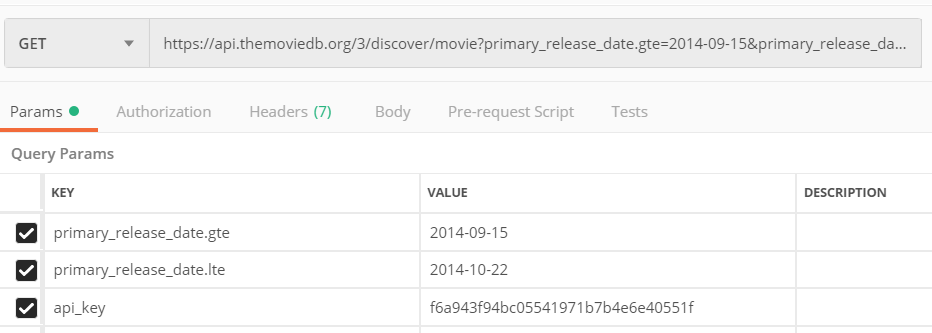 GET https://api.themoviedb.org/3/discover/movie?primary_release_date.gte=2014-09-15&primary_release_da...
Params Authorization Headers (7) Body Pre-request Script Tests
Query Params
KEY VALUE DESCRIPTION
primary_release_date.gte 2014-09-15
primary_release_date.lte 2014-10-22
api_key f6a943f94bc05541971b7b4e6e40551f